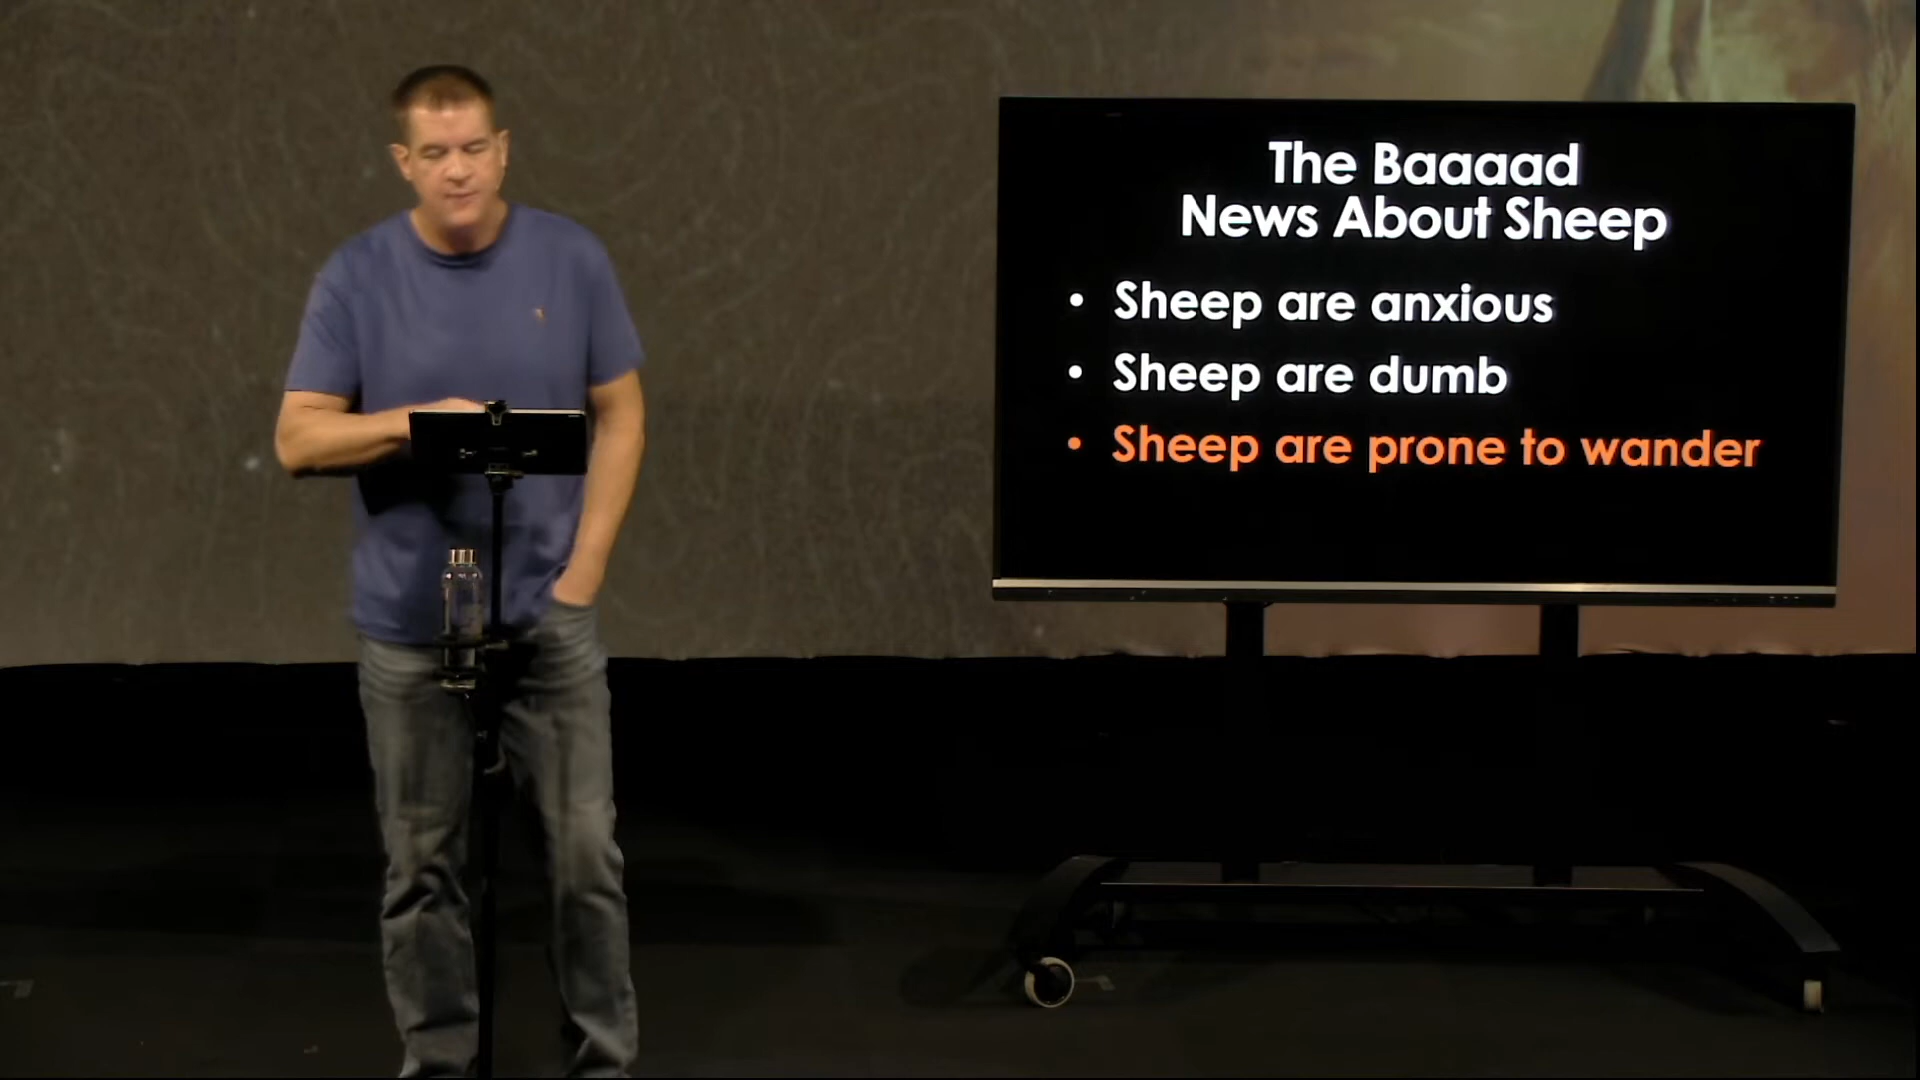 The Baaaad
News About Sheep
• Sheep are anxious
• Sheep are dumb
• Sheep are prone to wander